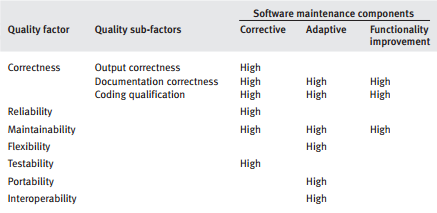 Software maintenance components
Quality factor Quality sub-factors Corrective Adaptive Functionality
improvement
Correctness Output correctness High
Documentation correctness High High High
Coding qualification High High High
Reliability High
Maintainability High High High
Flexibility High
Testability High
Portability High
Interoperability High